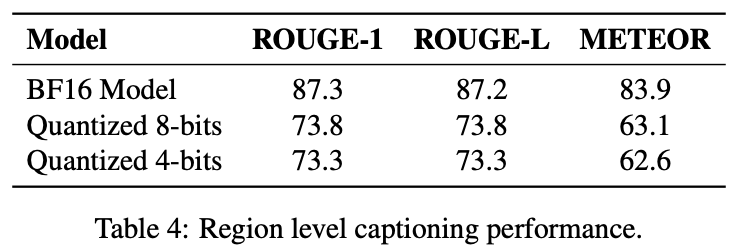 Model ROUGE-1 ROUGE-L METEOR
BF16 Model 87.3 87.2 83.9
Quantized 8-bits 73.8 73.8 63.1
Quantized 4-bits 73.3 73.3 62.6
Table 4: Region level captioning performance.